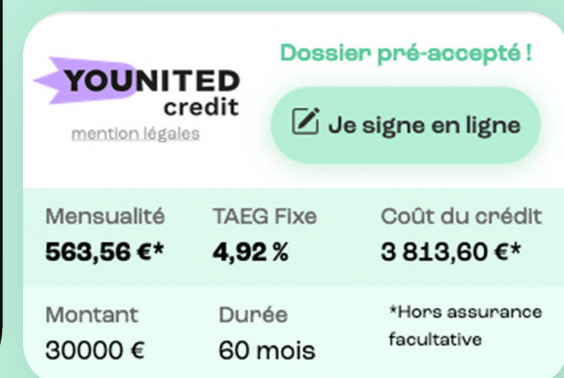 YOUNITED
credit
mention légales
Dossier pré-accepté !
Je signe en ligne
Mensualité
563,56 €*
TAEG Fixe
4,92 %
Coût du crédit
3 813,60 €*
Montant
30000 €
Durée
60 mois
*Hors assurance
facultative